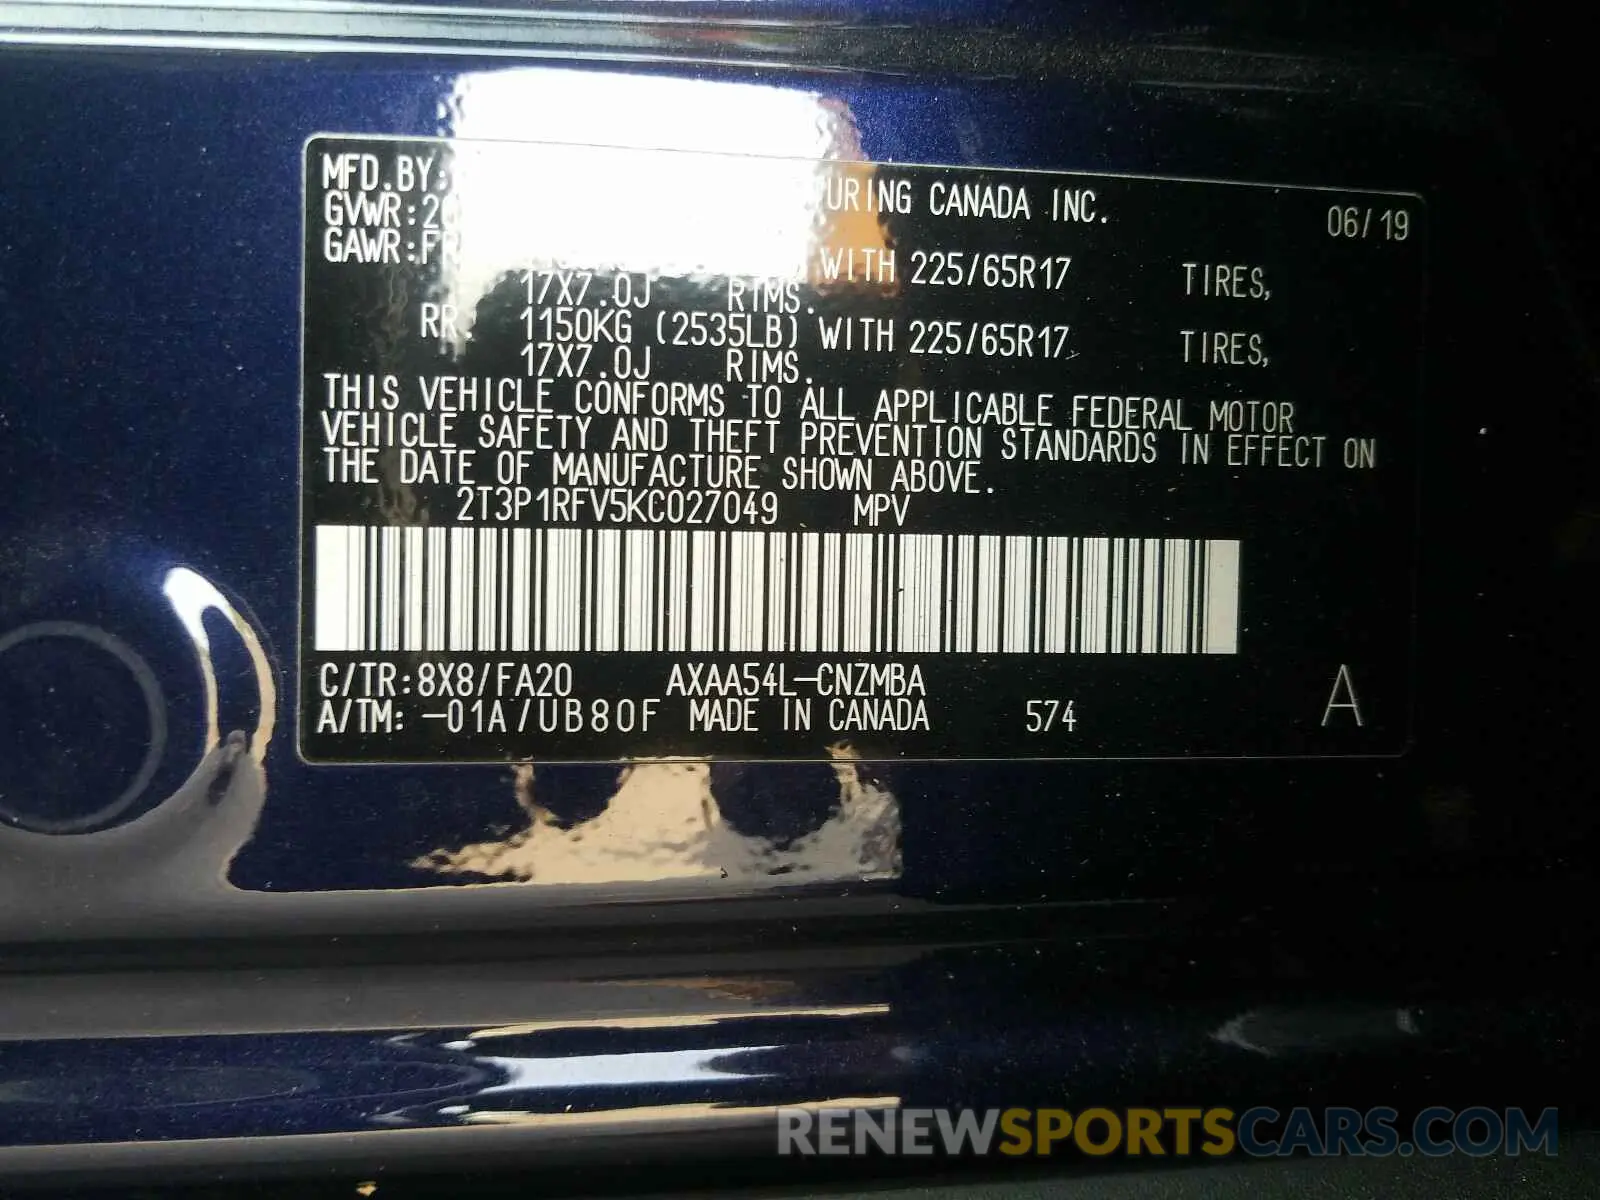 MFD.BY: URING CANADA INC. 06/19
GVWR:20
GAWR:FR WITH 225/65R17 TIRES,
17X7.0J RIMS.
RR: 1150KG (2535LB) WITH 225/65R17 TIRES,
17X7.0J RIMS.
THIS VEHICLE CONFORMS TO ALL APPLICABLE FEDERAL MOTOR
VEHICLE SAFETY AND THEFT PREVENTION STANDARDS IN EFFECT ON
THE DATE OF MANUFACTURE SHOWN ABOVE.
2T3P1RFV5KC027049 MPV
C/TR:8X8/FA20 AXAA54L-CNZMBA A
A/TM: -01A/UB80F MADE IN CANADA 574
RENEWSPORTSCARS.COM